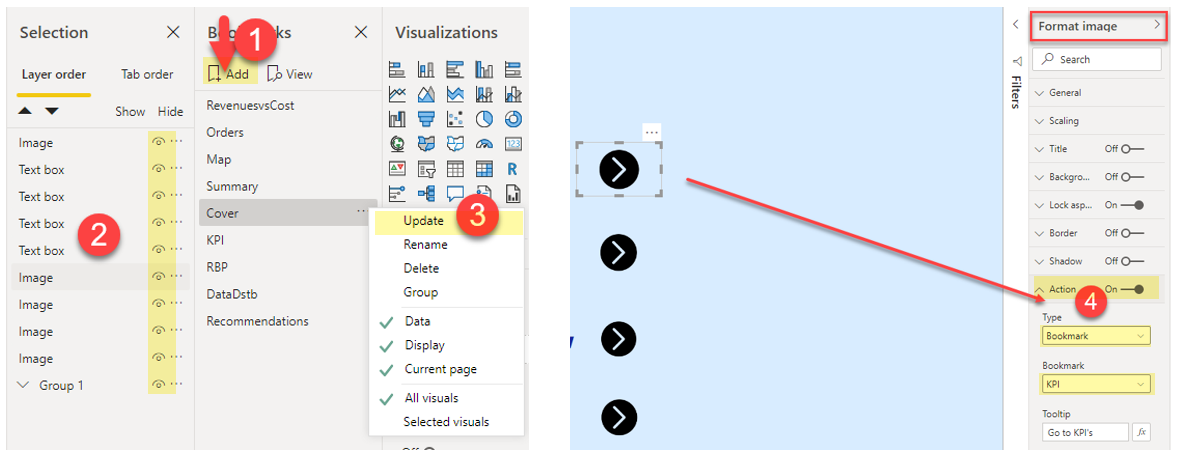 Selection
Layer order
Tab order
Show
Hide
Image
Text box
Text box
Text box
Text box
Image
Image
Image
Image
Group 1
2
1
Add
View
RevenuesvsCost
Orders
Map
Summary
Cover
KPI
RBP
DataDstb
Recommendations
Update
Rename
Delete
Group
Data
Display
Current page
All visuals
Selected visuals
3
Visualizations
123
R
Off
Filters
Format image
Search
General
Scaling
Title Off
Backgro... Off
Lock asp... On
Border Off
Shadow Off
Action On
4
Type
Bookmark
Bookmark
KPI
Tooltip
Go to KPI's
fx